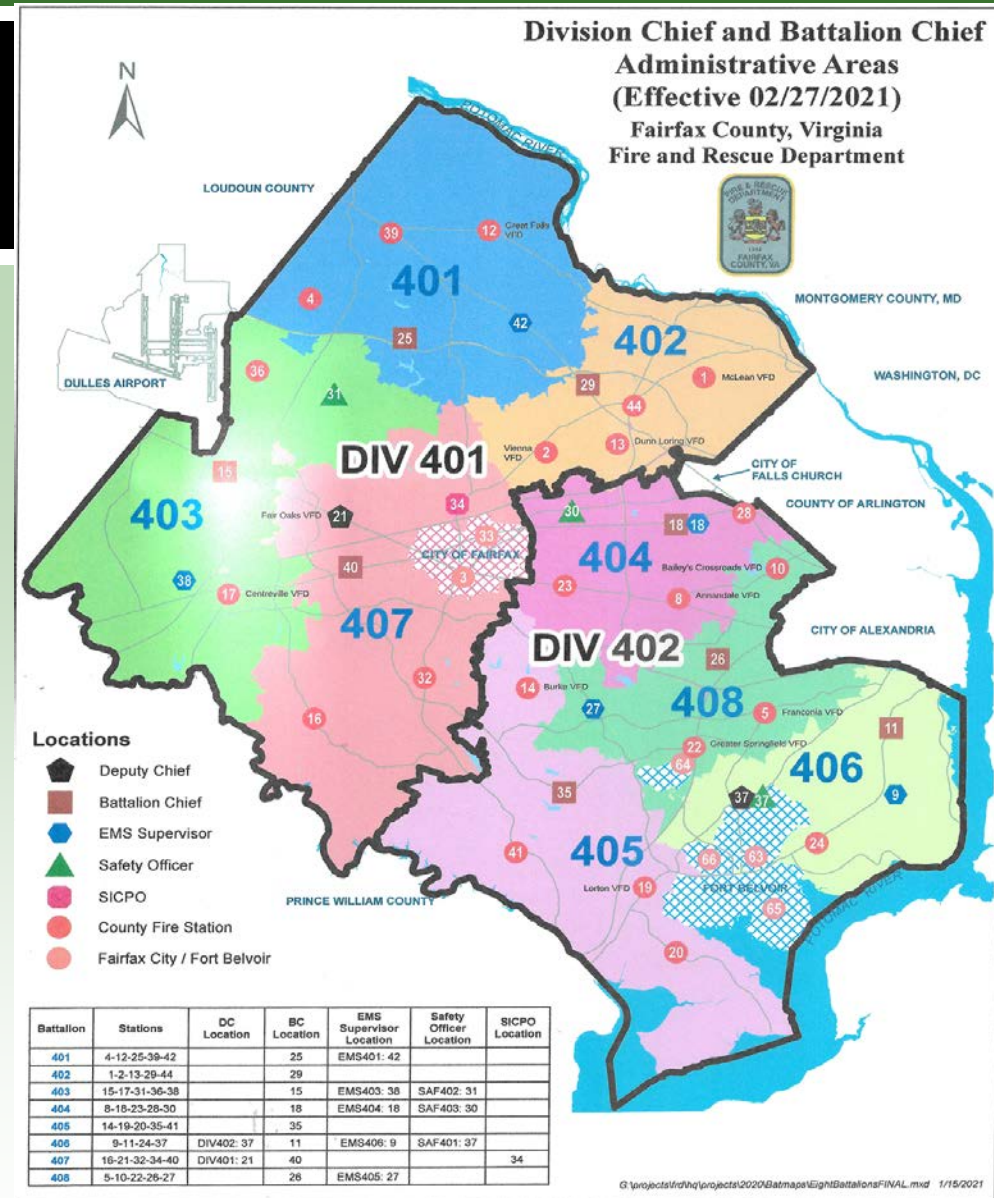 Division Chief and Battalion Chief
Administrative Areas
(Effective 02/27/2021)
Fairfax County, Virginia
Fire and Rescue Department
N
POTOMAC RIVER
LOUDOUN COUNTY
FIRE & RESCUE
DEPARTMENT
1742
FAIRFAX
COUNTY, VA
39
12
Great Falls
VFD
401
4
42
MONTGOMERY COUNTY, MD
25
402
36
DULLES AIRPORT
29
1
McLean VFD
WASHINGTON, DC
31
44
13
Dunn Loring VFD
Vienna
VFD
2
DIV 401
15
CITY OF
FALLS CHURCH
34
COUNTY OF ARLINGTON
403
Fair Oaks VFD
21
30
18
18
28
33
CITY OF FAIRFAX
404
40
3
Bailey's Crossroads VFD
10
38
17
Centreville VFD
23
8
Annandale VFD
407
CITY OF ALEXANDRIA
DIV 402
26
32
14
Burke VFD
27
408
5
Franconia VFD
16
11
22
Greater Springfield VFD
64
406
Locations
Deputy Chief
Battalion Chief
EMS Supervisor
Safety Officer
SICPO
County Fire Station
Fairfax City / Fort Belvoir
35
37
37
9
41
405
24
66
63
Lorton VFD
19
FORT BELVOIR
PRINCE WILLIAM COUNTY
65
POTOMAC RIVER
20
Battalion Stations DC Location BC Location EMS Supervisor Location Safety Officer Location SICPO Location
401 4-12-25-39-42 25 EMS401: 42
402 1-2-13-29-44 29
403 15-17-31-36-38 15 EMS403: 38 SAF402: 31
404 8-18-23-28-30 18 EMS404: 18 SAF403: 30
405 14-19-20-35-41 35
406 9-11-24-37 DIV402: 37 11 EMS406: 9 SAF401: 37
407 16-21-32-34-40 DIV401: 21 40 34
408 5-10-22-26-27 26 EMS405: 27
G:\projects\frd\hq\projects\2020\Batmaps\EightBattalionsFINAL.mxd 1/15/2021